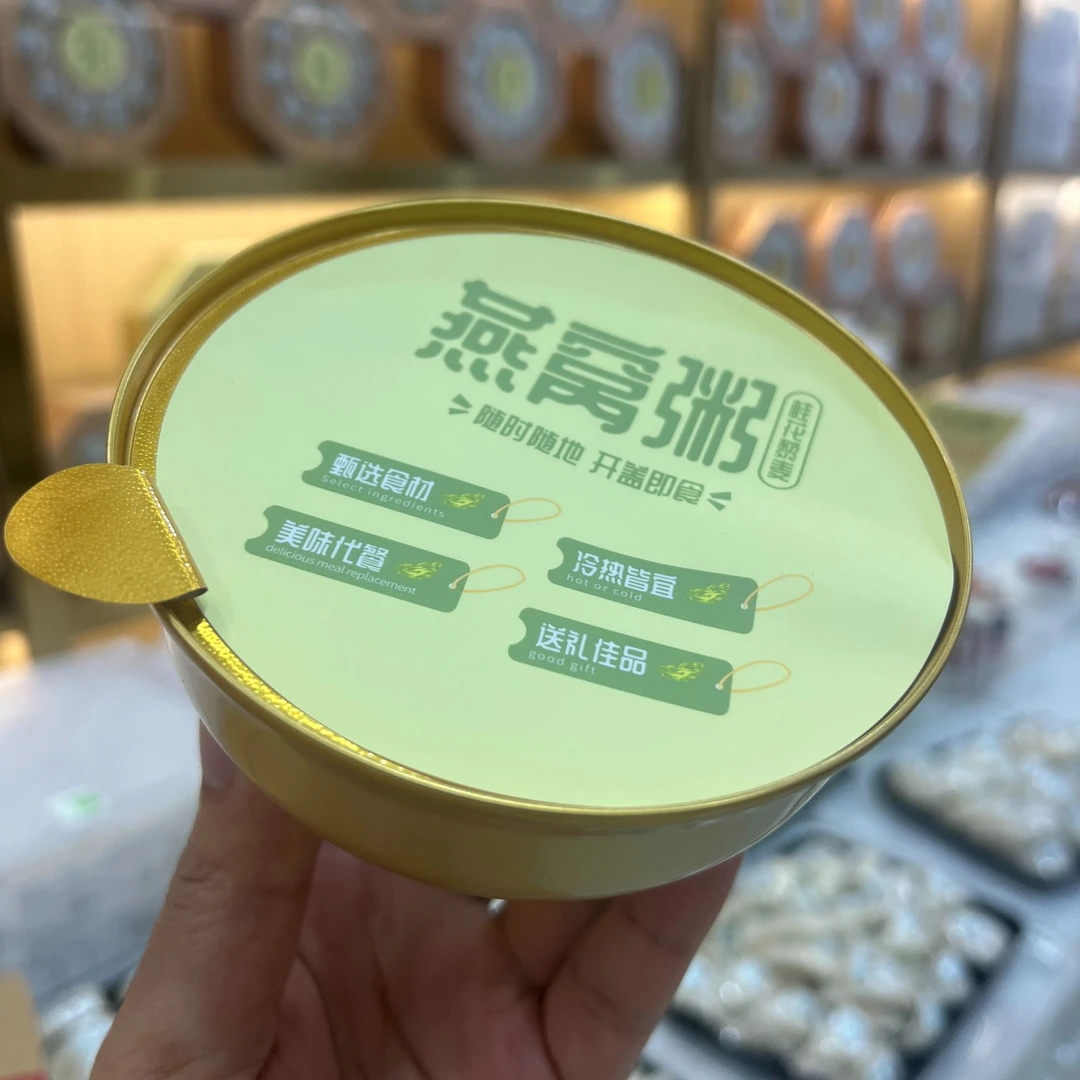 燕窝粥
桂花藜麦
随时随地 开盖即食
甄选食材
Select ingredients
美味代餐
delicious meal replacement
冷热皆宜
hot or cold
送礼佳品
good gift